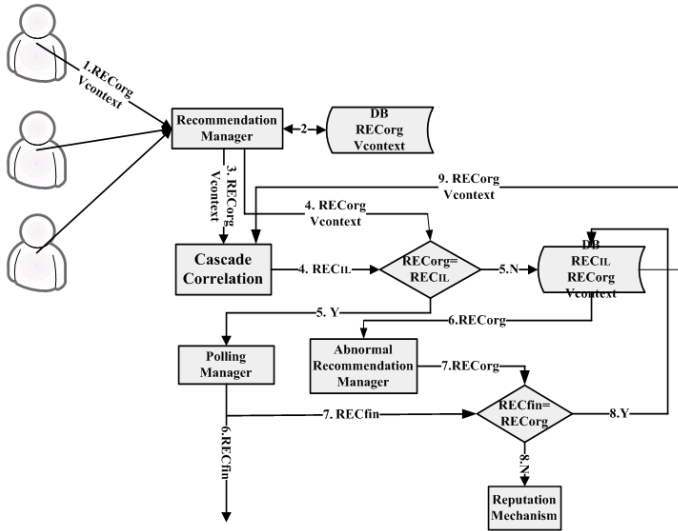 1.RECorg
Vcontext
Recommendation
Manager
2
DB
RECorg
Vcontext
3. RECorg
Vcontext
4. RECorg
Vcontext
9. RECorg
Vcontext
Cascade
Correlation
4. RECIL
RECorg=
RECIL
5.N
DB
RECIL
RECorg
Vcontext
5. Y
6.RECorg
Polling
Manager
Abnormal
Recommendation
Manager
7.RECorg
RECfin=
RECorg
8.Y
7. RECfin
6.RECfin
8.N
Reputation
Mechanism